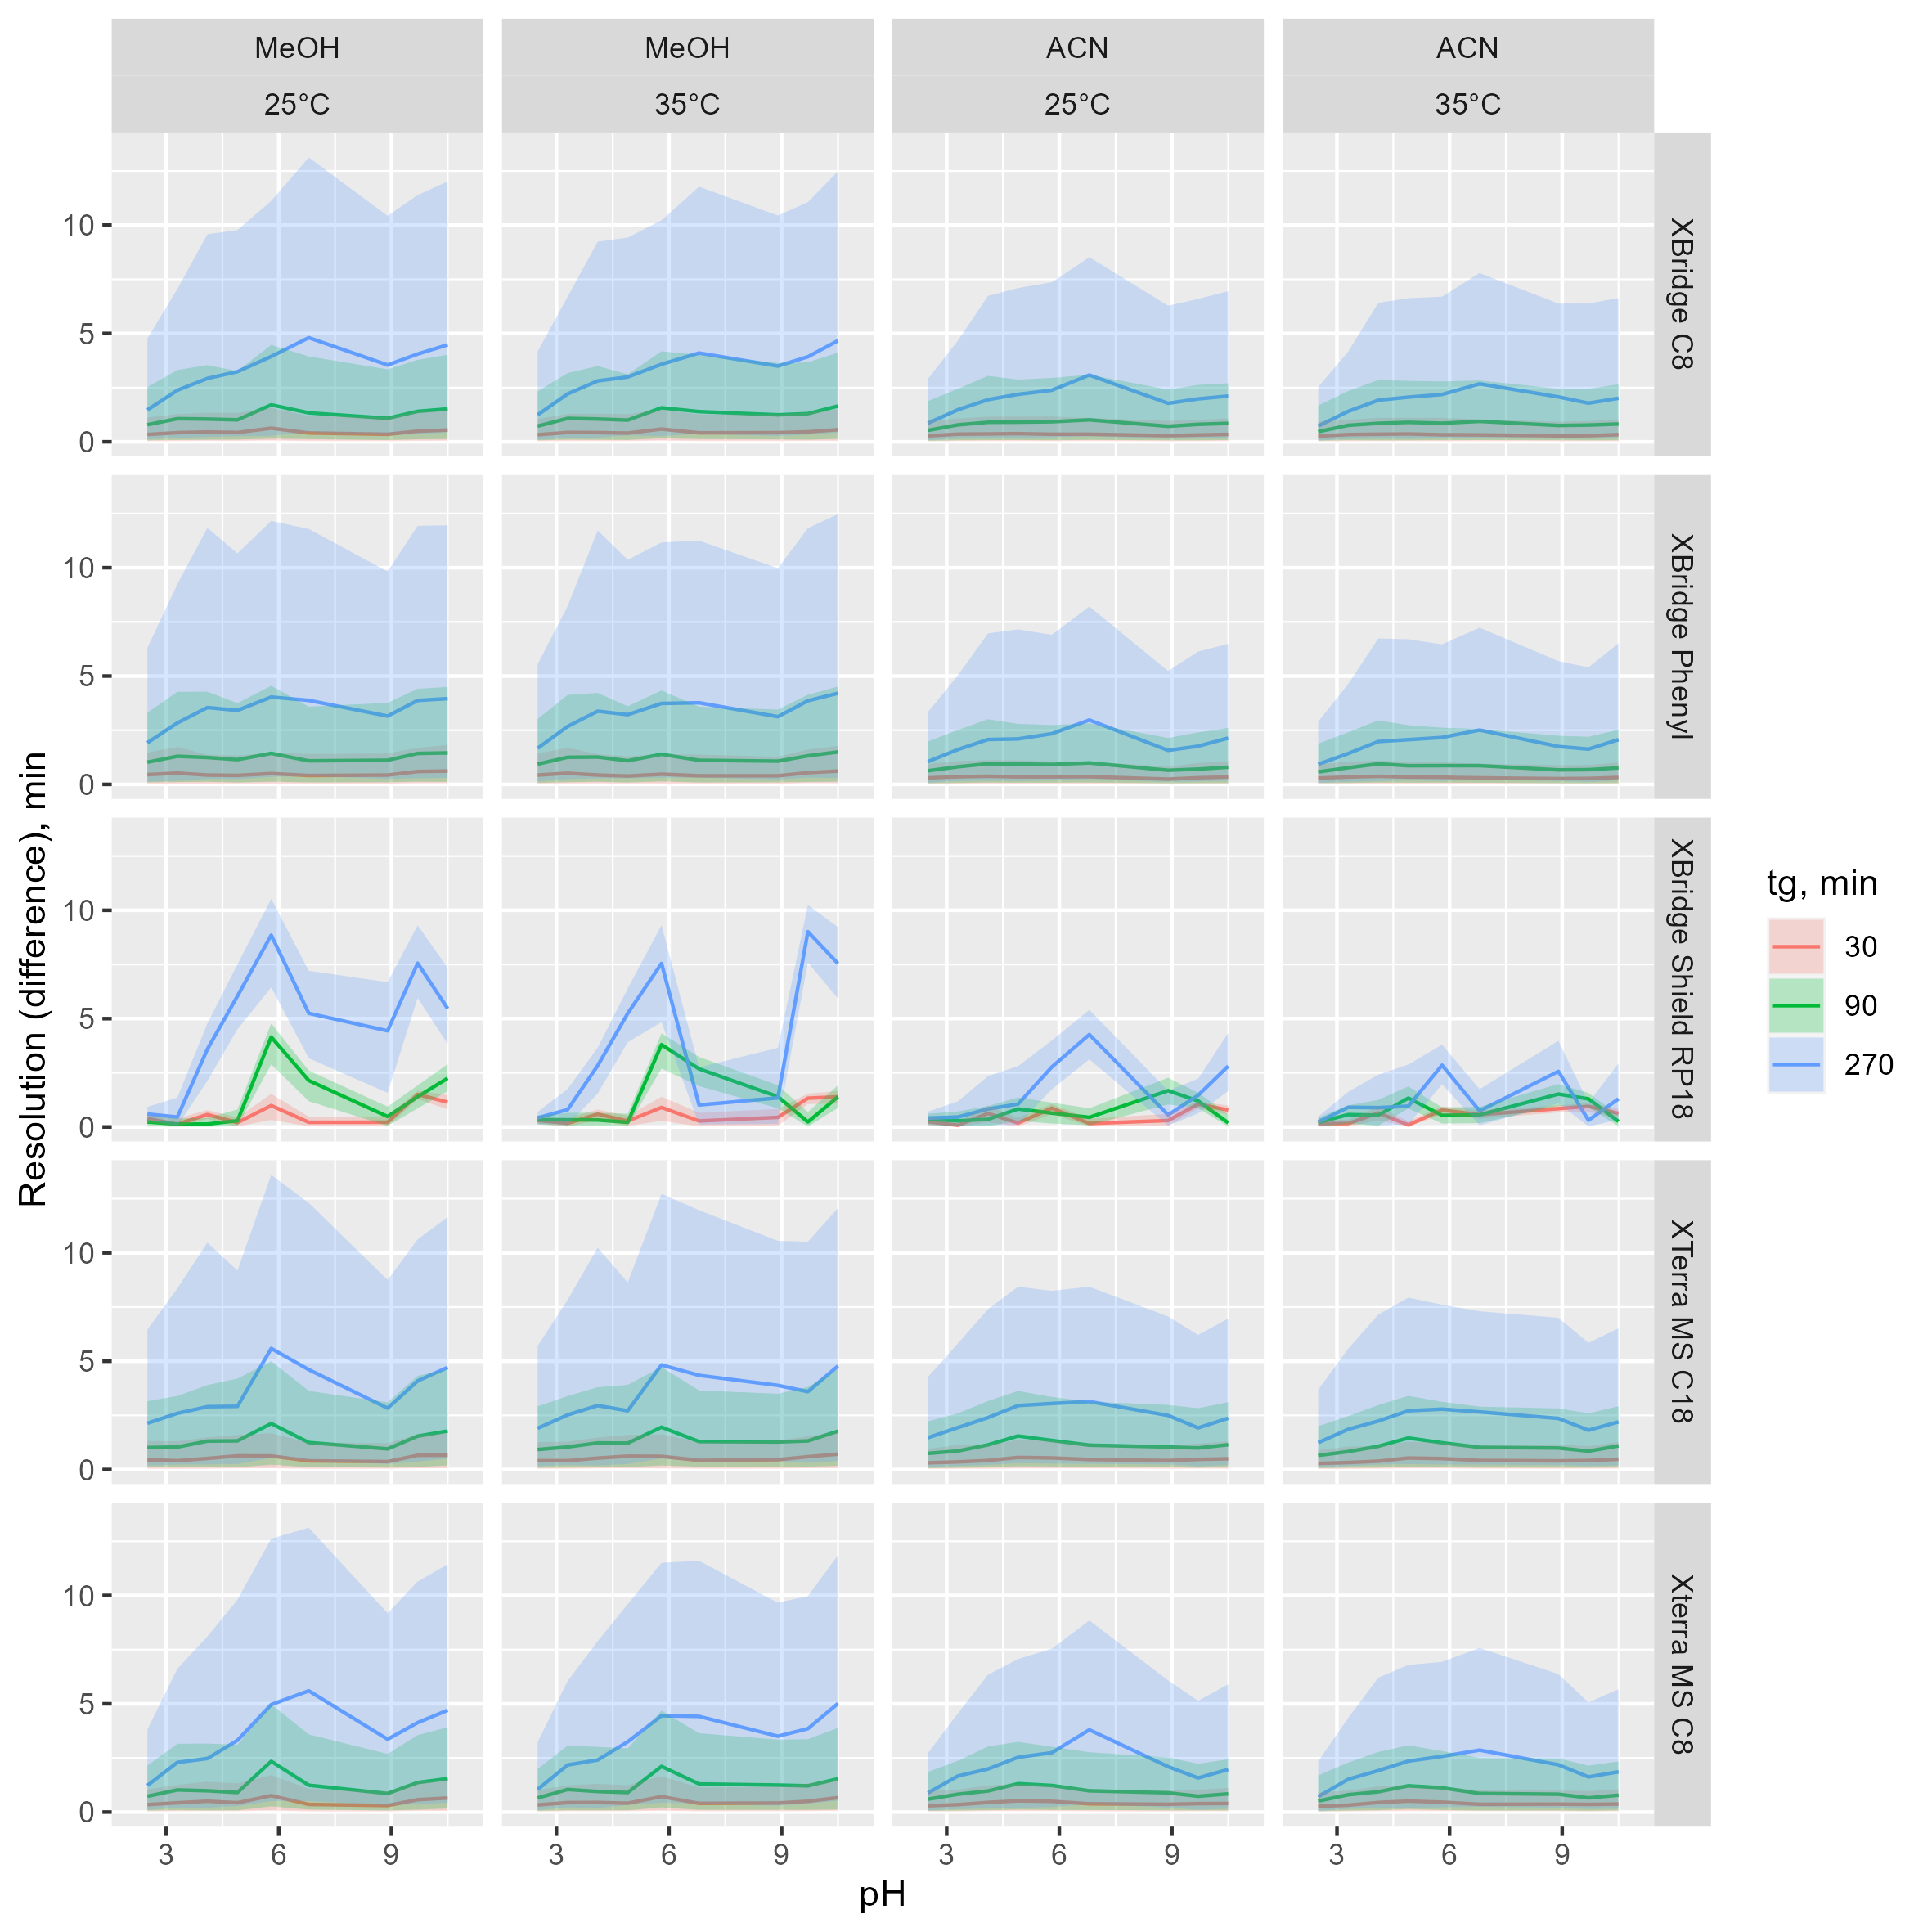 MeOH MeOH ACN ACN
25°C 35°C 25°C 35°C
10
5
0
XBridge C8
10
5
0
XBridge Phenyl
10
5
0
XBridge Shield RP18
10
5
0
XTerra MS C18
10
5
0
Xterra MS C8
3 6 9 3 6 9 3 6 9 3 6 9
pH
Resolution (difference), min
tg, min
30
90
270